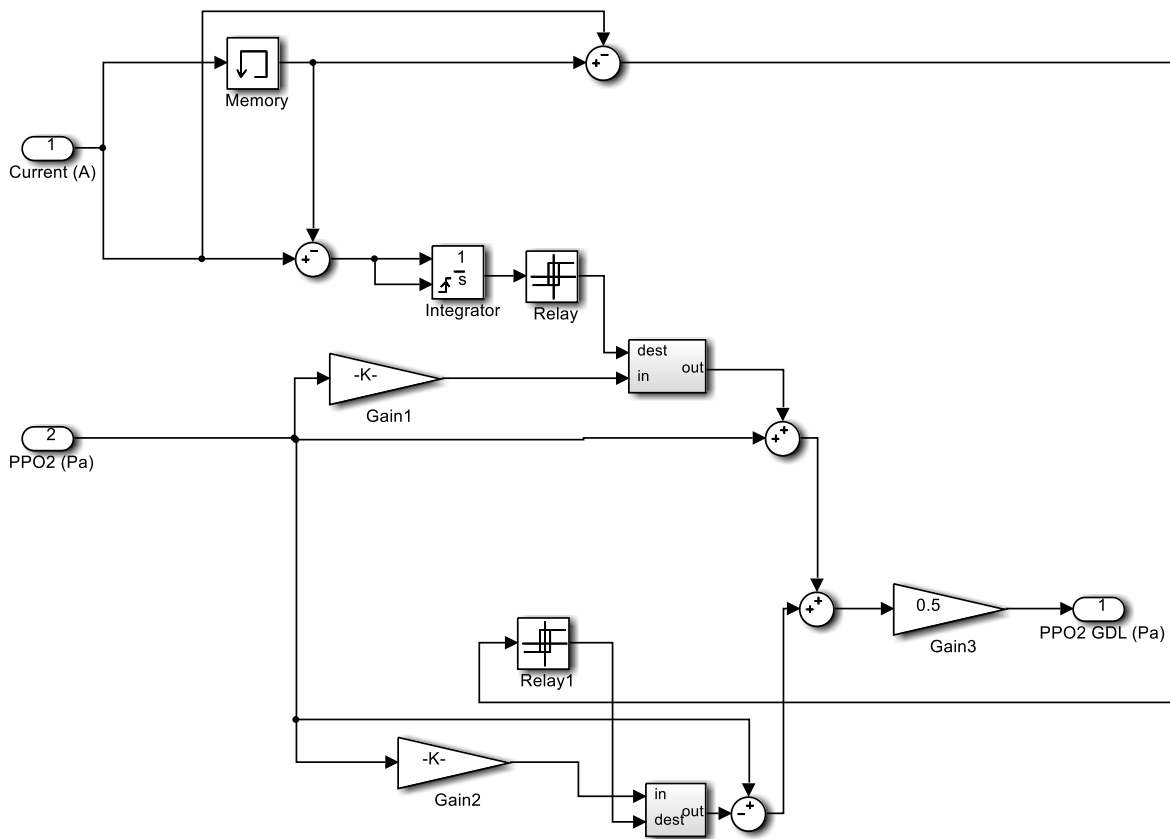 Memory
1
Current (A)
1
s
Integrator
Relay
dest
in
out
-K-
Gain1
2
PPO2 (Pa)
0.5
Gain3
1
PPO2 GDL (Pa)
Relay1
-K-
Gain2
in
dest
out